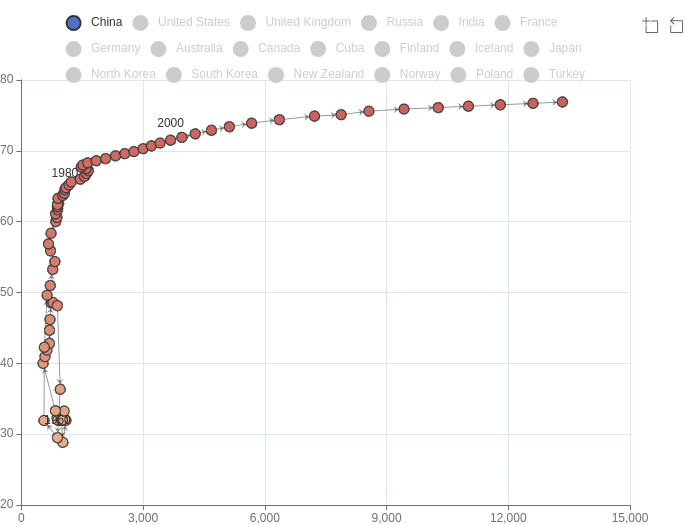 China United States United Kingdom Russia India France
Germany Australia Canada Cuba Finland Iceland Japan
North Korea South Korea New Zealand Norway Poland Turkey
80
2000
70
1980
60
50
40
30
20
0 3,000 6,000 9,000 12,000 15,000